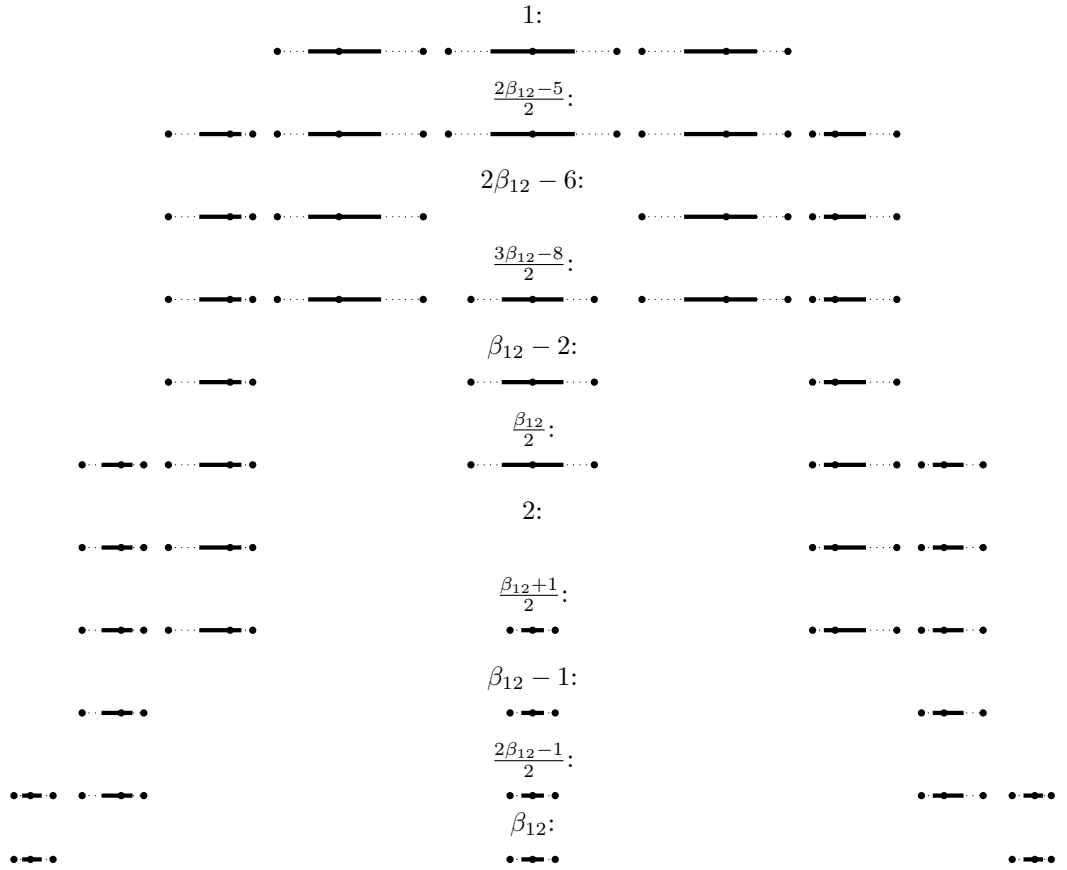 1:
$\frac{2\beta_{12}-5}{2}$:
$2\beta_{12}-6$:
$\frac{3\beta_{12}-8}{2}$:
$\beta_{12}-2$:
$\frac{\beta_{12}}{2}$:
2:
$\frac{\beta_{12}+1}{2}$:
$\beta_{12}-1$:
$\frac{2\beta_{12}-1}{2}$:
$\beta_{12}$: